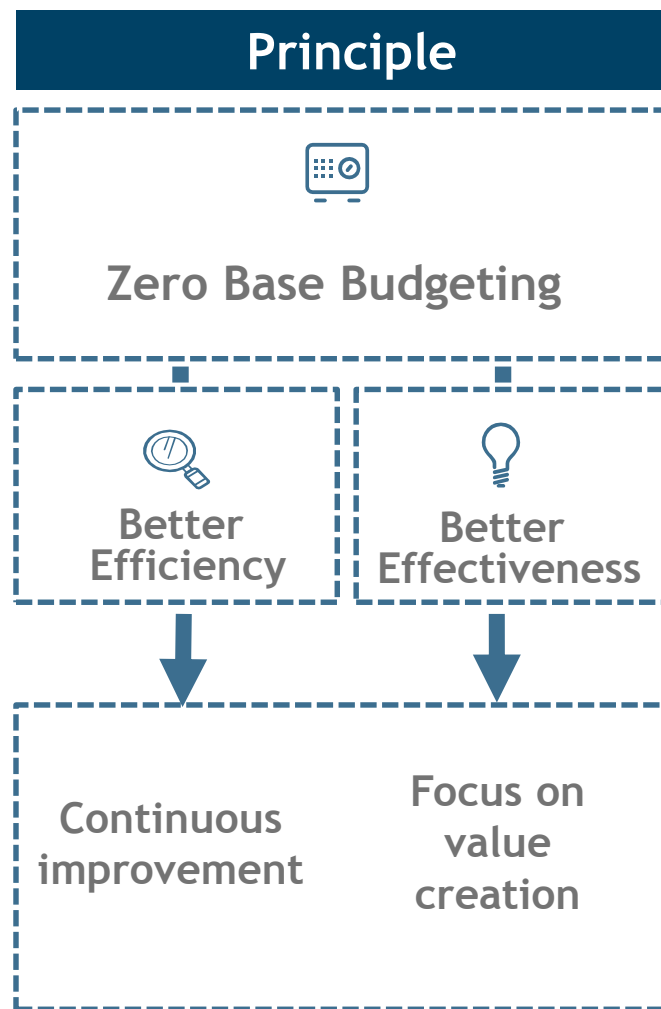 Principle
Zero Base Budgeting
Better
Efficiency
Better
Effectiveness
Continuous
improvement
Focus on
value
creation